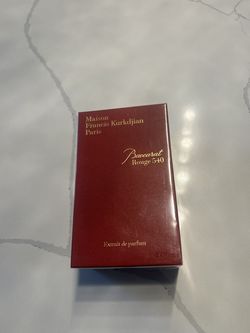 Maison
Francis Kurkdjian
Paris
Baccarat
Rouge 540
Extrait de parfum